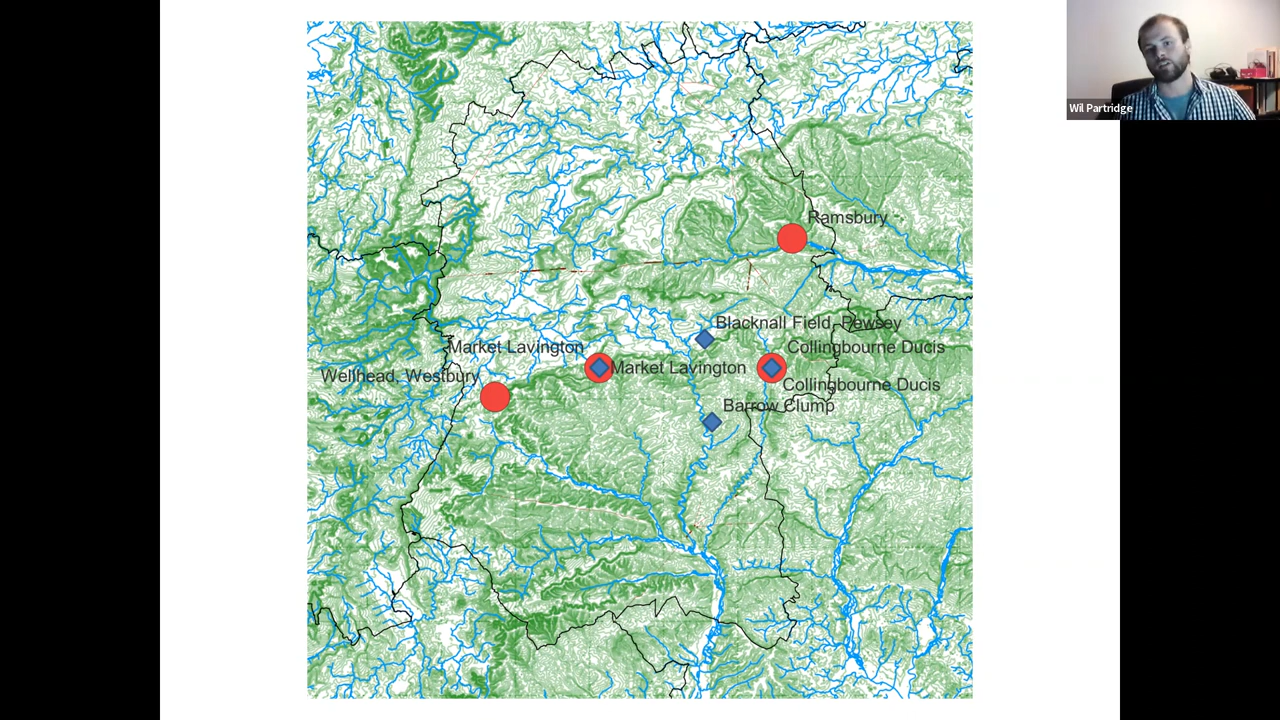 Wil Partridge
Ramsbury
Blacknall Field, Pewsey
Market Lavington
Collingbourne Ducis
Market Lavington
Wellhead, Westbury
Collingbourne Ducis
Barrow Clump